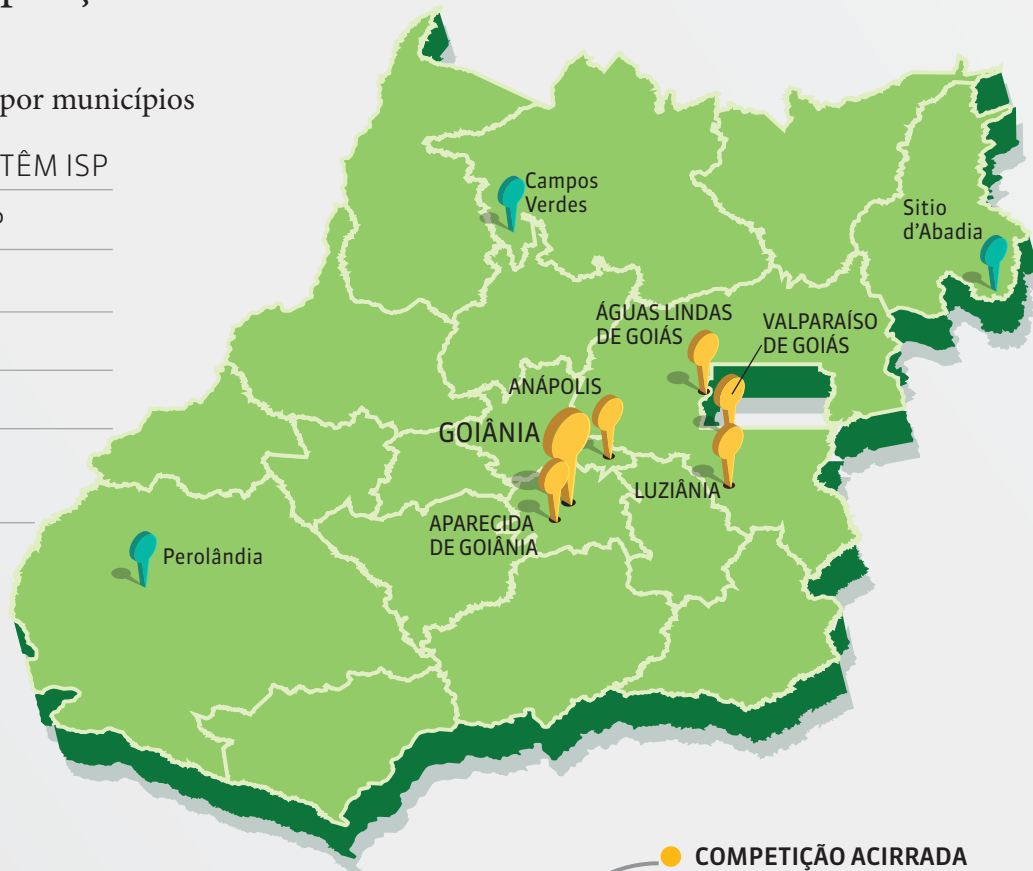 por municípios
TÊM ISP
Campos
Verdes
Sitio
d'Abadia
ÁGUAS LINDAS
DE GOIÁS
VALPARAÍSO
DE GOIÁS
ANÁPOLIS
GOIÂNIA
LUZIÂNIA
APARECIDA
DE GOIÂNIA
Perolândia
COMPETIÇÃO ACIRRADA